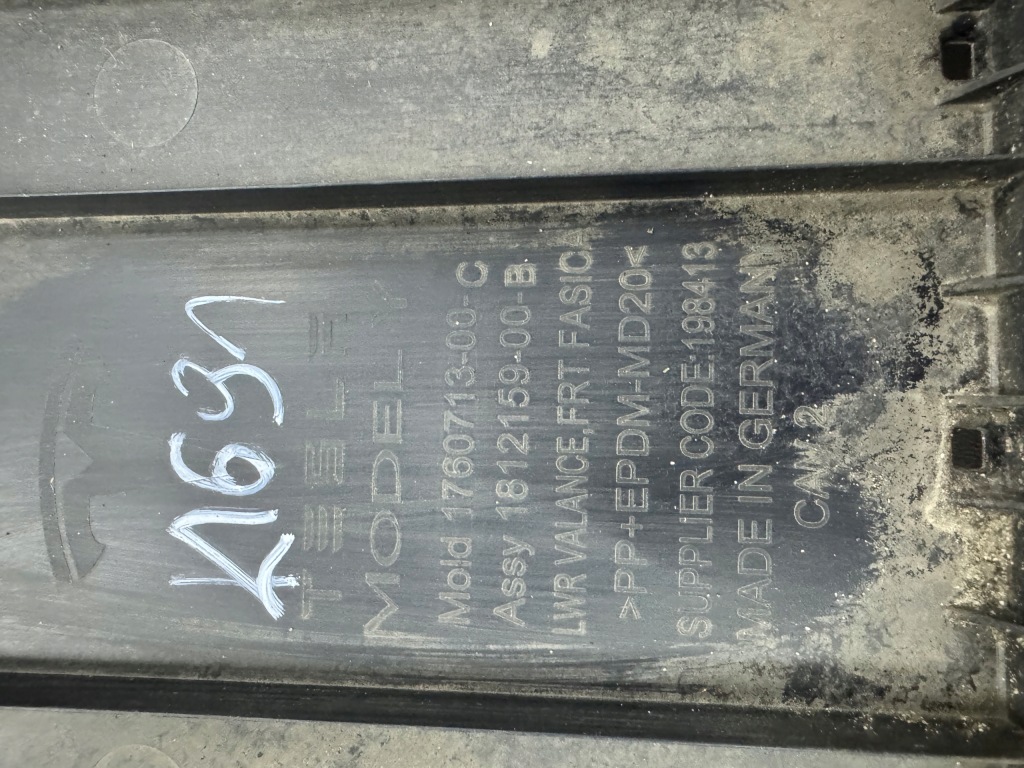 TESLA
MODEL Y
Mold 1760713-00-C
Assy 1812159-00-B
LWR VALANCE,FRT FASICA
>PP+EPDM-MD20<
SUPPLIER CODE:198413
MADE IN GERMANY
CAV 2